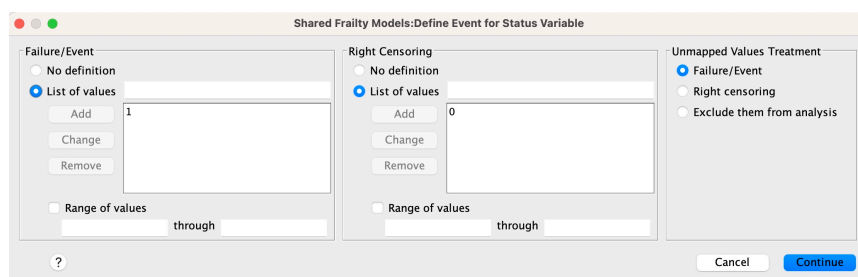 Shared Frailty Models:Define Event for Status Variable
Failure/Event
No definition
List of values
Add
1
Change
Remove
Range of values
through
Right Censoring
No definition
List of values
Add
0
Change
Remove
Range of values
through
Unmapped Values Treatment
Failure/Event
Right censoring
Exclude them from analysis
?
Cancel
Continue